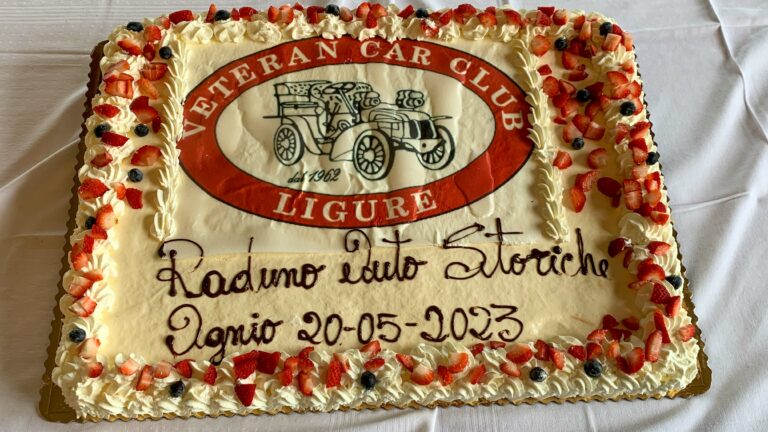 VETERAN CAR CLUB
dal 1962
LIGURE
Raduno Auto Storiche
Agnio 20-05-2023